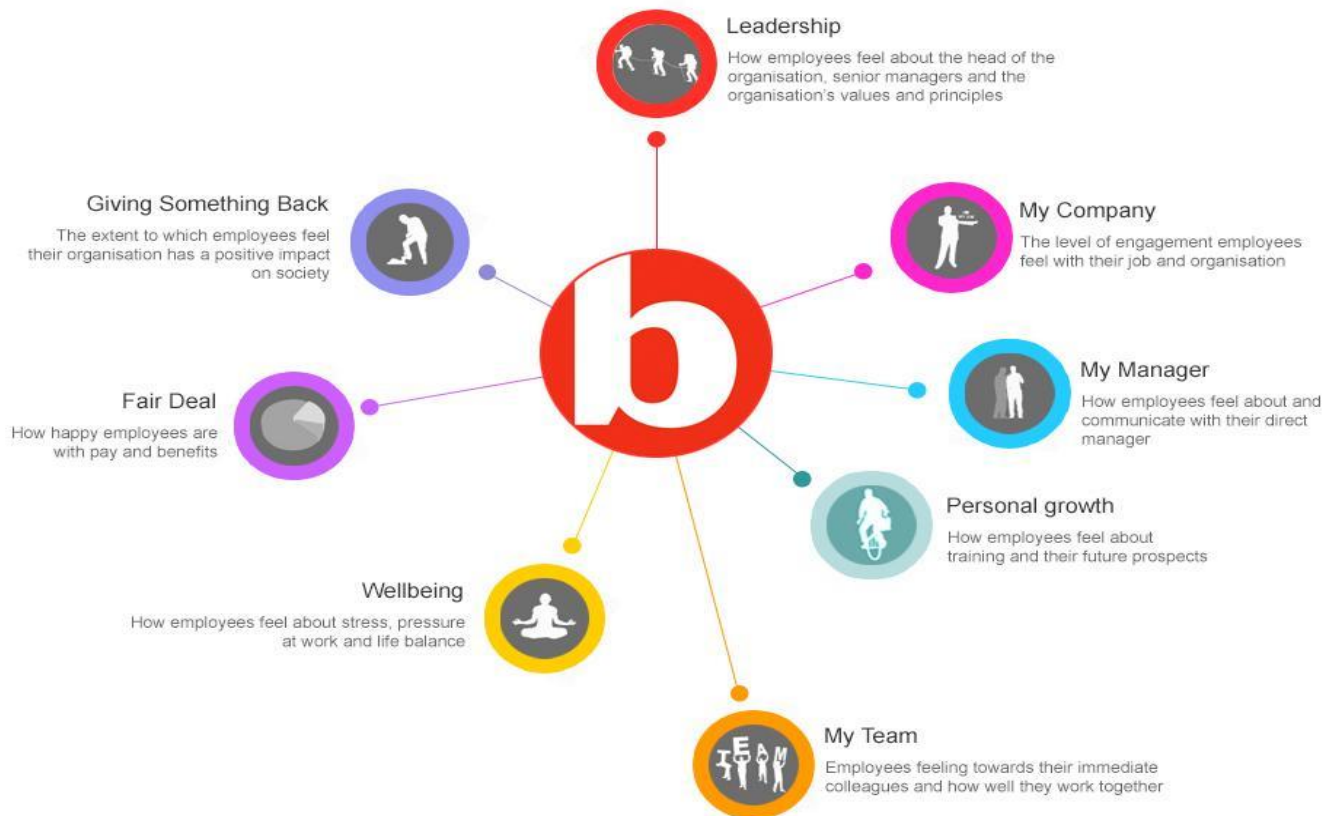 Leadership
How employees feel about the head of the
organisation, senior managers and the
organisation's values and principles
Giving Something Back
The extent to which employees feel
their organisation has a positive impact
on society
My Company
The level of engagement employees
feel with their job and organisation
b
Fair Deal
How happy employees are
with pay and benefits
My Manager
How employees feel about and
communicate with their direct
manager
Personal growth
How employees feel about
training and their future prospects
Wellbeing
How employees feel about stress, pressure
at work and life balance
TEAM
My Team
Employees feeling towards their immediate
colleagues and how well they work together